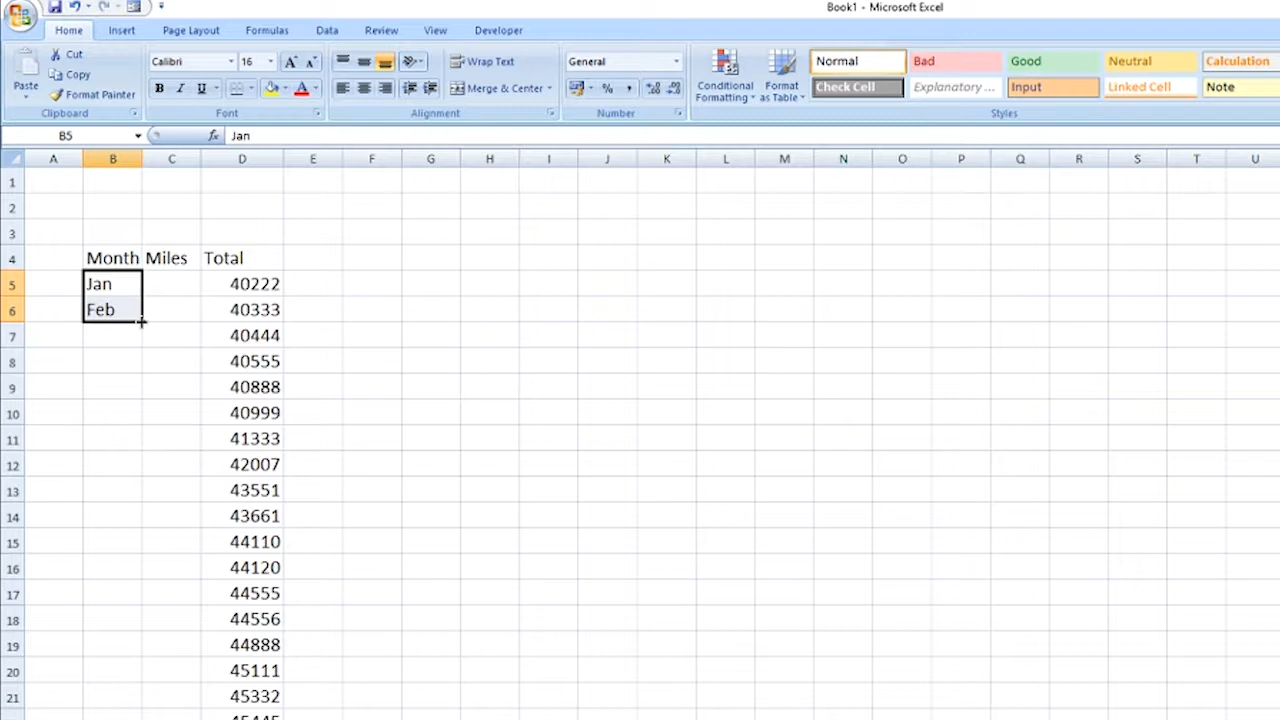 Book1 - Microsoft Excel
Home Insert Page Layout Formulas Data Review View Developer
Paste
Cut
Copy
Format Painter
Clipboard
Calibri 16
B I U
Font
Wrap Text
Merge & Center
Alignment
General
%
Number
Conditional Formatting
Format as Table
Normal Bad Good Neutral Calculation
Check Cell Explanatory ... Input Linked Cell Note
Styles
B5 fx Jan
A B C D E F G H I J K L M N O P Q R S T U
1
2
3
4 Month Miles Total
5 Jan 40222
6 Feb 40333
7 40444
8 40555
9 40888
10 40999
11 41333
12 42007
13 43551
14 43661
15 44110
16 44120
17 44555
18 44556
19 44888
20 45111
21 45332